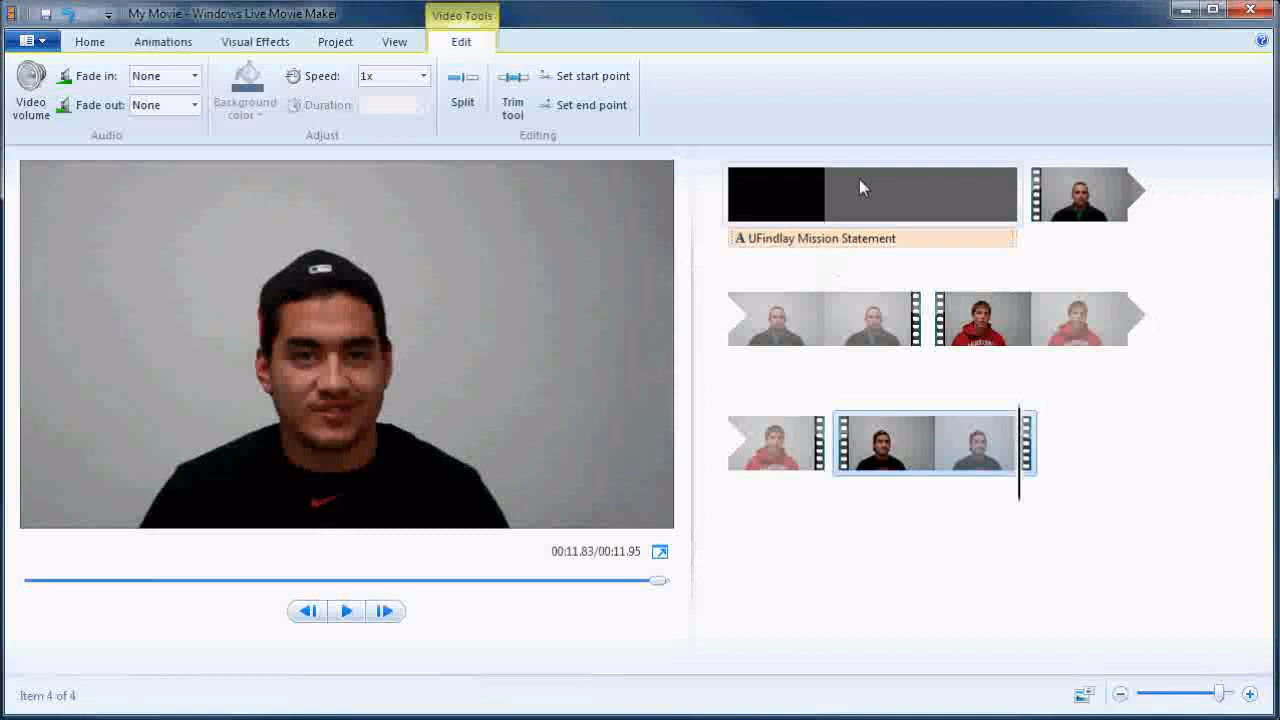 My Movie - Windows Live Movie Maker
Video Tools
Home Animations Visual Effects Project View Edit
Fade in: None Speed: 1x Set start point
Video volume Fade out: None Background color Duration: Split Trim tool Set end point
Audio Adjust Editing
A UFindlay Mission Statement
00:11.83/00:11.95
Item 4 of 4